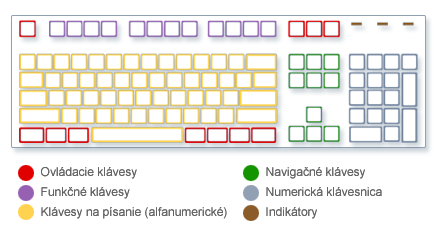 Ovládacie klávesy
Navigačné klávesy
Funkčné klávesy
Numerická klávesnica
Klávesy na písanie (alfanumerické)
Indikátory